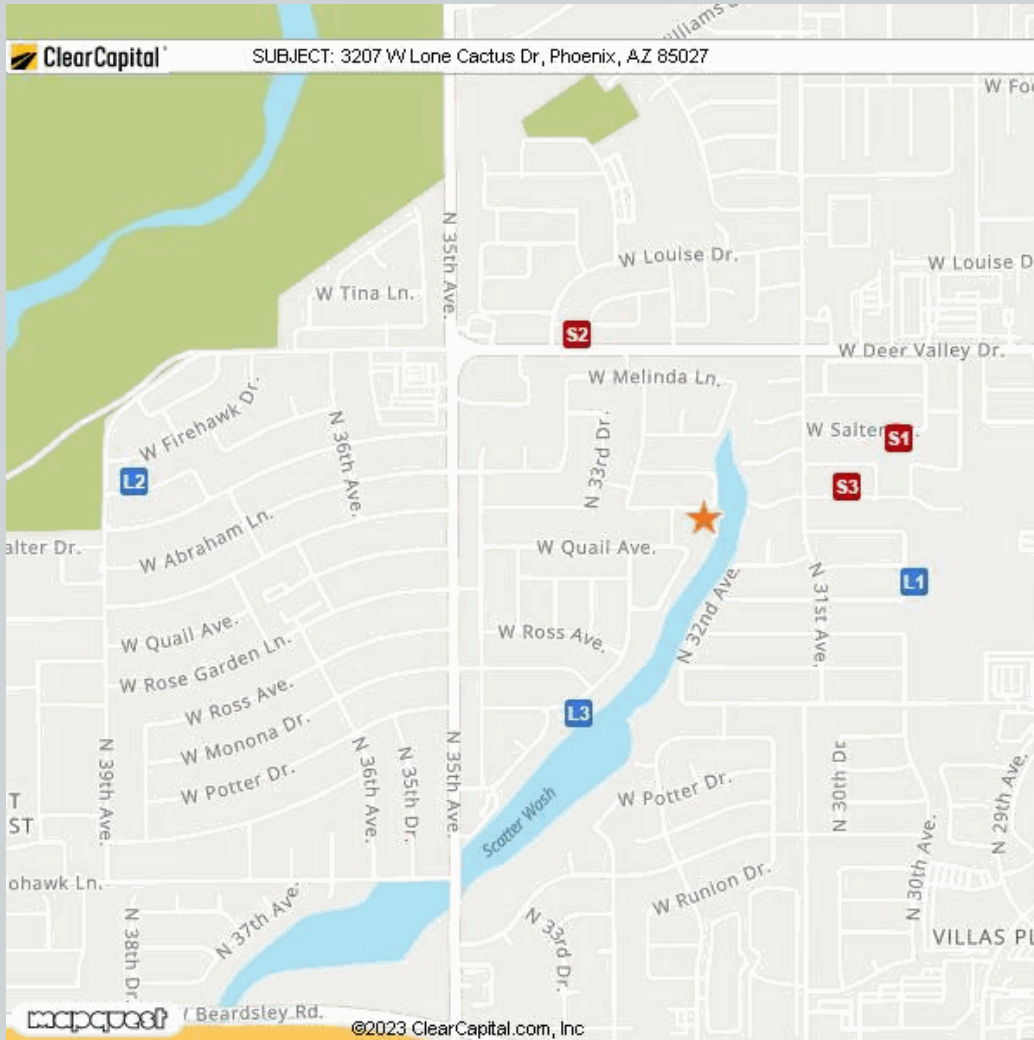 ClearCapital
SUBJECT: 3207 W Lone Cactus Dr, Phoenix, AZ 85027
W Louise Dr.
W Louise D
N 35th Ave.
W Tina Ln.
S2
W Deer Valley Dr.
W Melinda Ln.
W Firehawk Dr.
N 36th Ave.
N 33rd Dr.
W Salter
S1
L2
S3
W Abraham Ln.
alter Dr.
W Quail Ave.
L1
N 32nd Ave.
N 31st Ave.
W Quail Ave.
W Ross Ave.
W Rose Garden Ln.
W Ross Ave.
L3
W Monona Dr.
W Potter Dr.
N 39th Ave.
N 36th Ave.
N 35th Dr.
N 35th Ave.
Scatter Wash
W Potter Dr.
N 30th Dr
N 29th Ave.
T
ST
ohawk Ln.
W Runion Dr.
N 30th Ave.
N 38th Dr.
N 37th Ave.
N 33rd Dr.
VILLAS PL
mapquest
Beardsley Rd.
©2023 ClearCapital.com, Inc